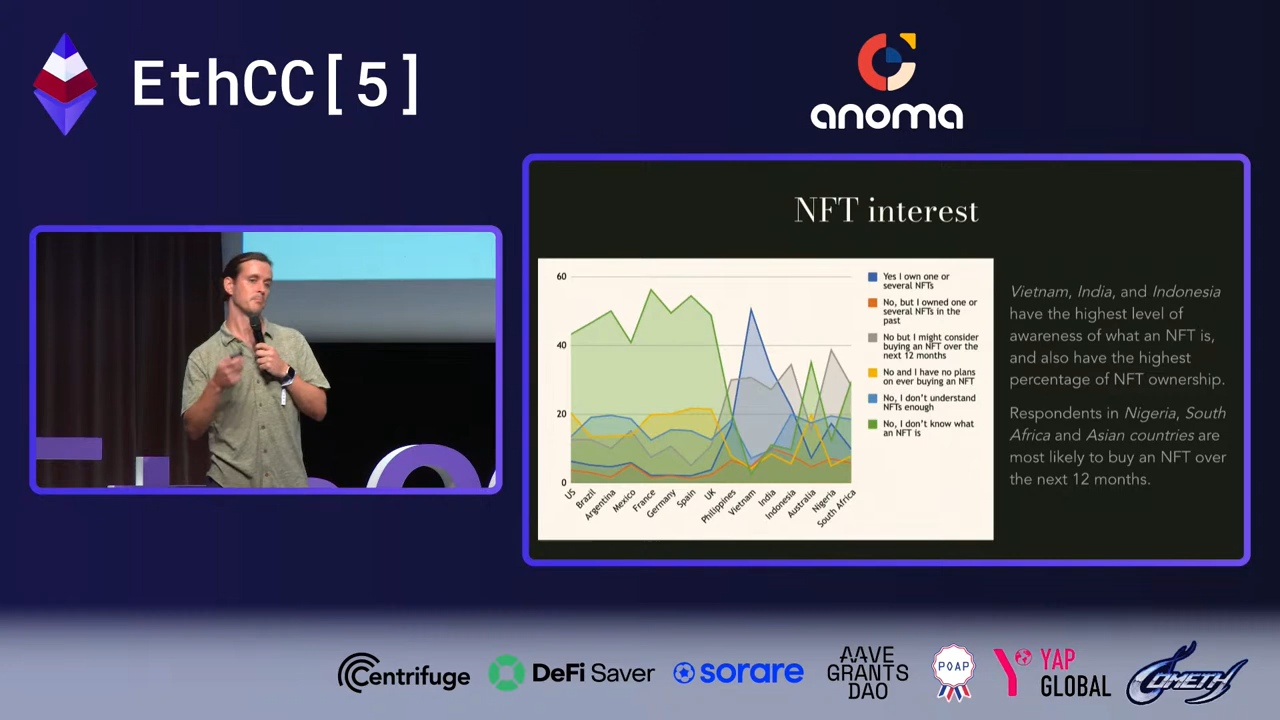 EthCC[5]
anoma
NFT interest
60
40
20
0
US
Brazil
Argentina
Mexico
France
Germany
Spain
UK
Philippines
Vietnam
India
Indonesia
Australia
Nigeria
South Africa
Yes I own one or
several NFTs
No, but I owned one or
several NFTs in the
past
No but I might consider
buying an NFT over the
next 12 months
No and I have no plans
on ever buying an NFT
No, I don't understand
NFTs enough
No, I don't know what
an NFT is
Vietnam, India, and Indonesia
have the highest level of
awareness of what an NFT is,
and also have the highest
percentage of NFT ownership.
Respondents in Nigeria, South
Africa and Asian countries are
most likely to buy an NFT over
the next 12 months.
Centrifuge
DeFi Saver
sorare
AAVE
GRANTS
DAO
POAP
YAP
GLOBAL
COMETH